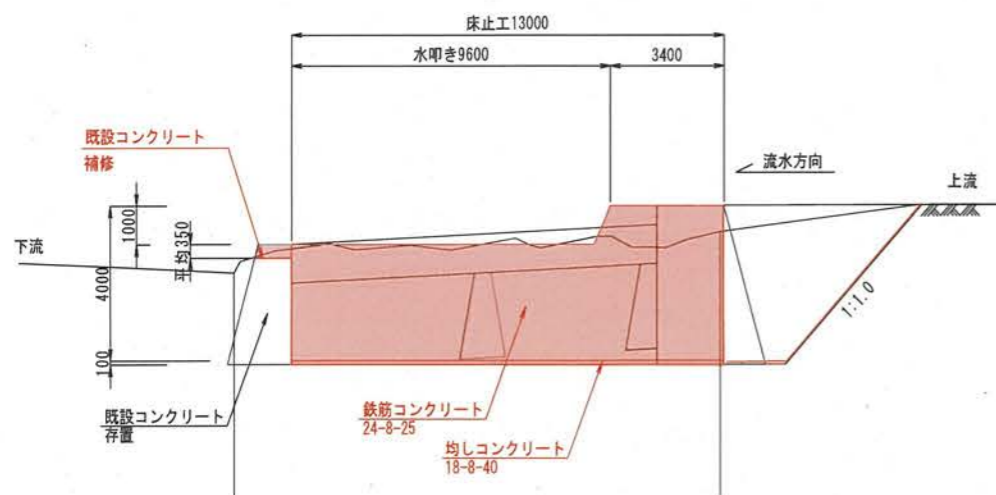 床止工13000
水叩き9600
3400
既設コンクリート
補修
流水方向
上流
1000
平均350
下流
4000
1:1.0
100
既設コンクリート
存置
鉄筋コンクリート
24-8-25
均しコンクリート
18-8-40